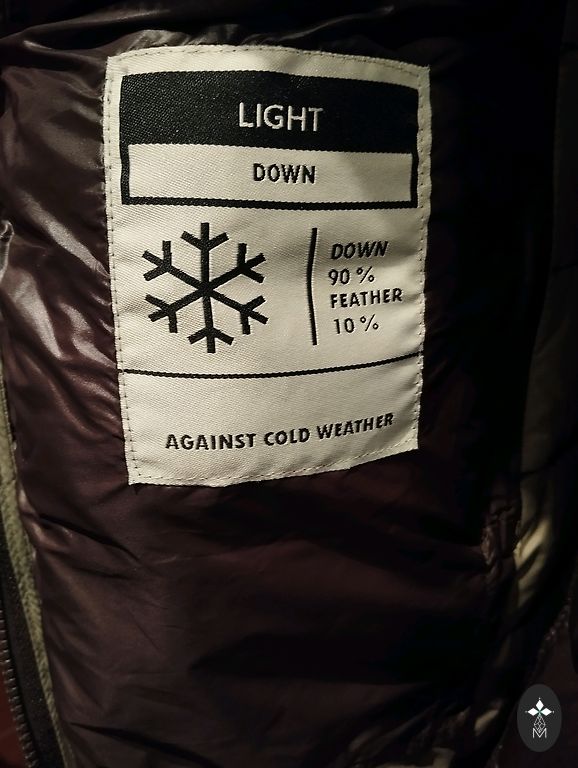 LIGHT
DOWN
DOWN
90 %
FEATHER
10 %
AGAINST COLD WEATHER
M